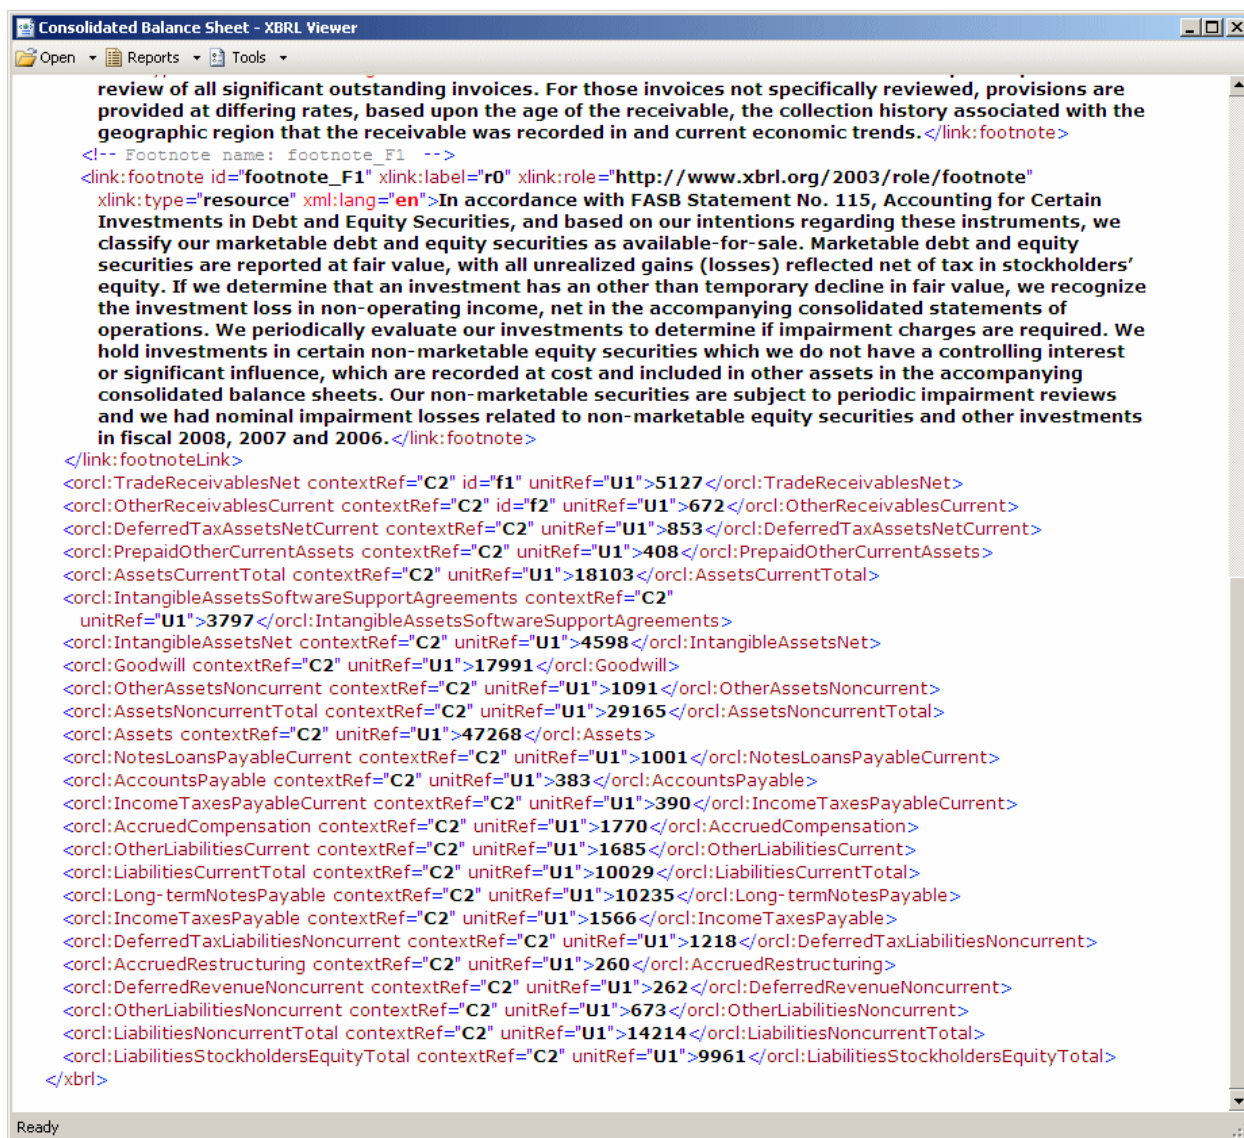 Consolidated Balance Sheet - XBRL Viewer
Open Reports Tools
review of all significant outstanding invoices. For those invoices not specifically reviewed, provisions are
provided at differing rates, based upon the age of the receivable, the collection history associated with the
geographic region that the receivable was recorded in and current economic trends.</link:footnote>
<!-- Footnote name: footnote_F1 -->
<link:footnote id="footnote_F1" xlink:label="r0" xlink:role="http://www.xbrl.org/2003/role/footnote"
xlink:type="resource" xml:lang="en">In accordance with FASB Statement No. 115, Accounting for Certain
Investments in Debt and Equity Securities, and based on our intentions regarding these instruments, we
classify our marketable debt and equity securities as available-for-sale. Marketable debt and equity
securities are reported at fair value, with all unrealized gains (losses) reflected net of tax in stockholders’
equity. If we determine that an investment has an other than temporary decline in fair value, we recognize
the investment loss in non-operating income, net in the accompanying consolidated statements of
operations. We periodically evaluate our investments to determine if impairment charges are required. We
hold investments in certain non-marketable equity securities which we do not have a controlling interest
or significant influence, which are recorded at cost and included in other assets in the accompanying
consolidated balance sheets. Our non-marketable securities are subject to periodic impairment reviews
and we had nominal impairment losses related to non-marketable equity securities and other investments
in fiscal 2008, 2007 and 2006.</link:footnote>
</link:footnoteLink>
<orcl:TradeReceivablesNet contextRef="C2" id="f1" unitRef="U1">5127</orcl:TradeReceivablesNet>
<orcl:OtherReceivablesCurrent contextRef="C2" id="f2" unitRef="U1">672</orcl:OtherReceivablesCurrent>
<orcl:DeferredTaxAssetsNetCurrent contextRef="C2" unitRef="U1">853</orcl:DeferredTaxAssetsNetCurrent>
<orcl:PrepaidOtherCurrentAssets contextRef="C2" unitRef="U1">408</orcl:PrepaidOtherCurrentAssets>
<orcl:AssetsCurrentTotal contextRef="C2" unitRef="U1">18103</orcl:AssetsCurrentTotal>
<orcl:IntangibleAssetsSoftwareSupportAgreements contextRef="C2"
unitRef="U1">3797</orcl:IntangibleAssetsSoftwareSupportAgreements>
<orcl:IntangibleAssetsNet contextRef="C2" unitRef="U1">4598</orcl:IntangibleAssetsNet>
<orcl:Goodwill contextRef="C2" unitRef="U1">17991</orcl:Goodwill>
<orcl:OtherAssetsNoncurrent contextRef="C2" unitRef="U1">1091</orcl:OtherAssetsNoncurrent>
<orcl:AssetsNoncurrentTotal contextRef="C2" unitRef="U1">29165</orcl:AssetsNoncurrentTotal>
<orcl:Assets contextRef="C2" unitRef="U1">47268</orcl:Assets>
<orcl:NotesLoansPayableCurrent contextRef="C2" unitRef="U1">1001</orcl:NotesLoansPayableCurrent>
<orcl:AccountsPayable contextRef="C2" unitRef="U1">383</orcl:AccountsPayable>
<orcl:IncomeTaxesPayableCurrent contextRef="C2" unitRef="U1">390</orcl:IncomeTaxesPayableCurrent>
<orcl:AccruedCompensation contextRef="C2" unitRef="U1">1770</orcl:AccruedCompensation>
<orcl:OtherLiabilitiesCurrent contextRef="C2" unitRef="U1">1685</orcl:OtherLiabilitiesCurrent>
<orcl:LiabilitiesCurrentTotal contextRef="C2" unitRef="U1">10029</orcl:LiabilitiesCurrentTotal>
<orcl:Long-termNotesPayable contextRef="C2" unitRef="U1">10235</orcl:Long-termNotesPayable>
<orcl:IncomeTaxesPayable contextRef="C2" unitRef="U1">1566</orcl:IncomeTaxesPayable>
<orcl:DeferredTaxLiabilitiesNoncurrent contextRef="C2" unitRef="U1">1218</orcl:DeferredTaxLiabilitiesNoncurrent>
<orcl:AccruedRestructuring contextRef="C2" unitRef="U1">260</orcl:AccruedRestructuring>
<orcl:DeferredRevenueNoncurrent contextRef="C2" unitRef="U1">262</orcl:DeferredRevenueNoncurrent>
<orcl:OtherLiabilitiesNoncurrent contextRef="C2" unitRef="U1">673</orcl:OtherLiabilitiesNoncurrent>
<orcl:LiabilitiesNoncurrentTotal contextRef="C2" unitRef="U1">14214</orcl:LiabilitiesNoncurrentTotal>
<orcl:LiabilitiesStockholdersEquityTotal contextRef="C2" unitRef="U1">9961</orcl:LiabilitiesStockholdersEquityTotal>
</xbrl>
Ready